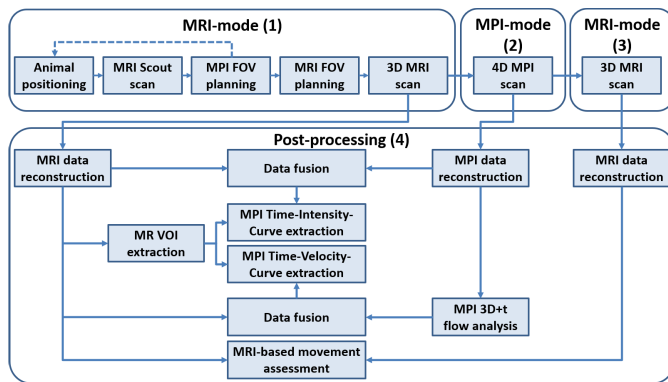 MRI-mode (1)
MPI-mode
(2)
MRI-mode
(3)
Animal
positioning
MRI Scout
scan
MPI FOV
planning
MRI FOV
planning
3D MRI
scan
4D MPI
scan
3D MRI
scan
Post-processing (4)
MRI data
reconstruction
Data fusion
MPI data
reconstruction
MRI data
reconstruction
MPI Time-Intensity-
Curve extraction
MR VOI
extraction
MPI Time-Velocity-
Curve extraction
Data fusion
MPI 3D+t
flow analysis
MRI-based movement
assessment